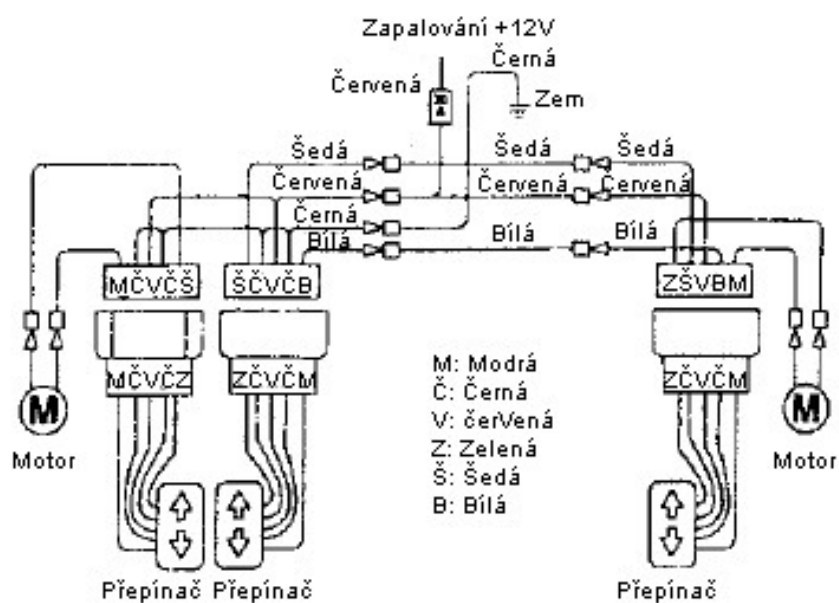 Zapalování +12V
Černá
Červená
Zem
Šedá
Šedá
Šedá
Červená
Červená
Červená
Černá
Bílá
Bílá
Bílá
MČVČŠ
ŠČVČB
ZŠVBM
MČVČZ
ZČVČM
ZČVČM
M
Motor
M
Motor
M: Modrá
Č: Černá
V: čerVená
Z: Zelená
Š: Šedá
B: Bílá
Přepínač
Přepínač
Přepínač